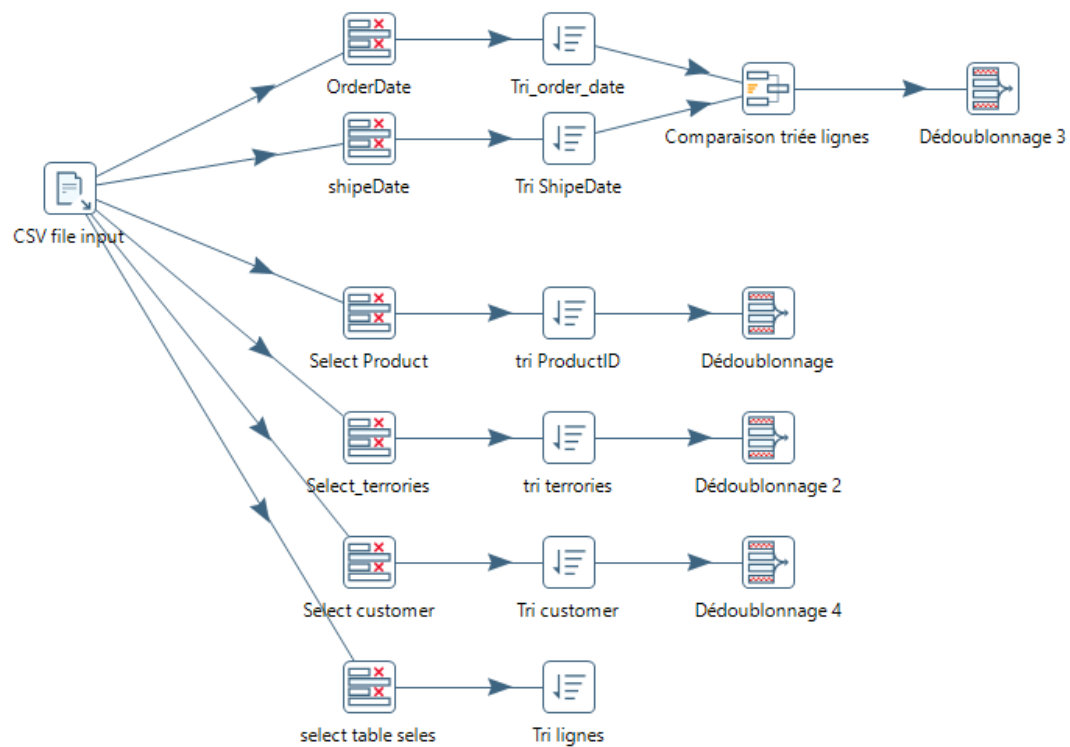 OrderDate
Tri_order_date
Comparaison triée lignes
Dédoublonnage 3
shipeDate
Tri ShipeDate
CSV file input
Select Product
tri ProductID
Dédoublonnage
Select_terrories
tri terrories
Dédoublonnage 2
Select customer
Tri customer
Dédoublonnage 4
select table seles
Tri lignes